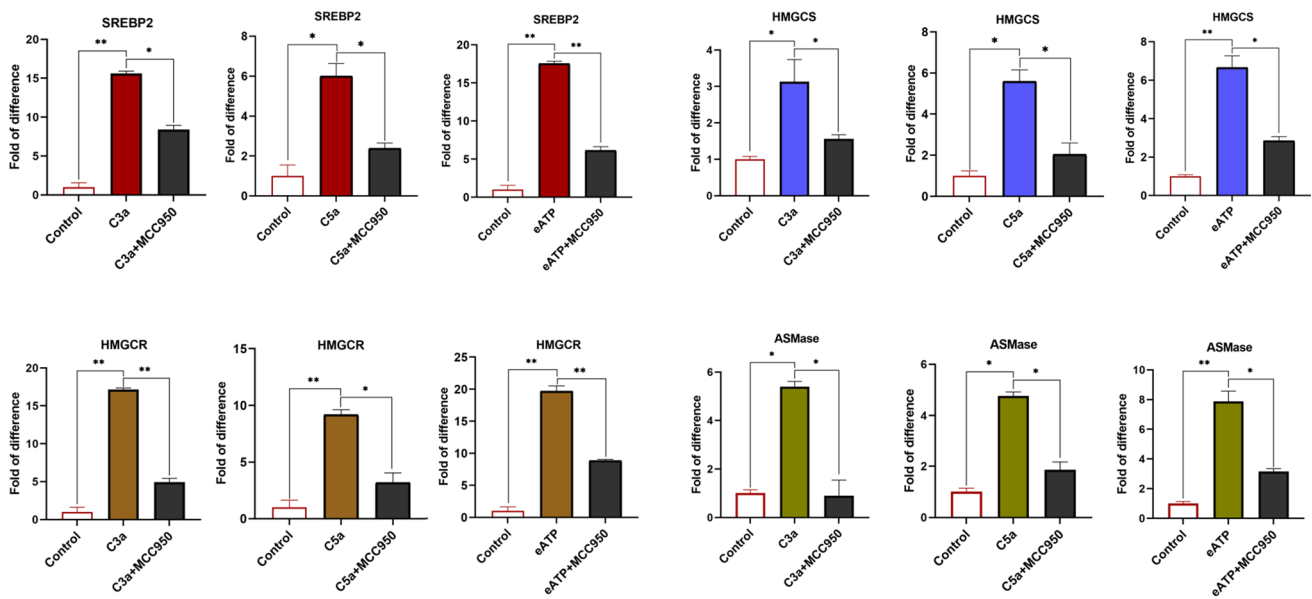 SREBP2
Fold of difference
20
15
10
5
0
** *
Control
C3a
C3a+MCC950
SREBP2
Fold of difference
8
6
4
2
0
* *
Control
C5a
C5a+MCC950
SREBP2
Fold of difference
20
15
10
5
0
** **
Control
eATP
eATP+MCC950
HMGCS
Fold of difference
4
3
2
1
0
* *
Control
C3a
C3a+MCC950
HMGCS
Fold of difference
8
6
4
2
0
* *
Control
C5a
C5a+MCC950
HMGCS
Fold of difference
8
6
4
2
0
** *
Control
eATP
eATP+MCC950
HMGCR
Fold of difference
20
15
10
5
0
** **
Control
C3a
C3a+MCC950
HMGCR
Fold of difference
15
10
5
0
** *
Control
C5a
C5a+MCC950
HMGCR
Fold of difference
25
20
15
10
5
0
** **
Control
eATP
eATP+MCC950
ASMase
Fold of difference
6
4
2
0
* *
Control
C3a
C3a+MCC950
ASMase
Fold of difference
6
4
2
0
* *
Control
C5a
C5a+MCC950
ASMase
Fold of difference
10
8
6
4
2
0
** *
Control
eATP
eATP+MCC950